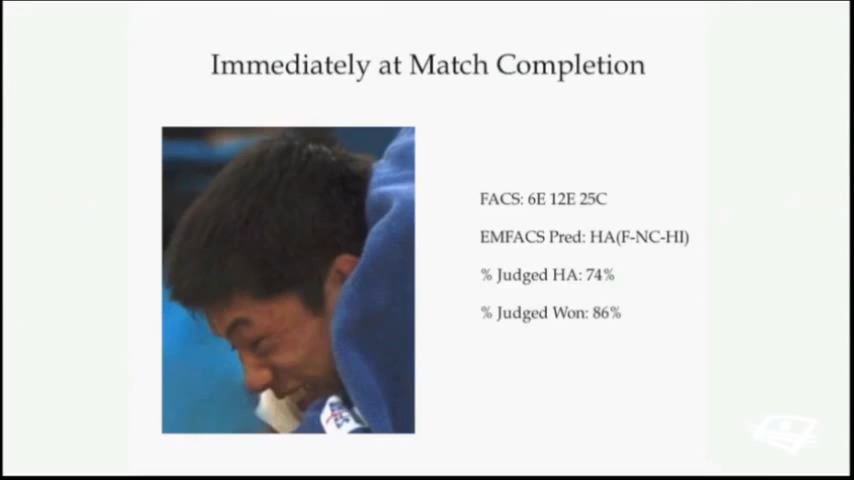 Immediately at Match Completion
FACS: 6E 12E 25C
EMFACS Pred: HA(F-NC-HI)
% Judged HA: 74%
% Judged Won: 86%